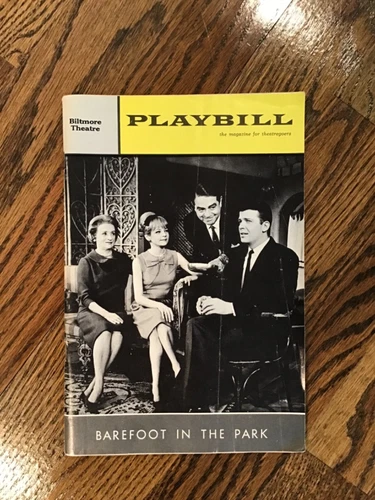 Biltmore
Theatre
PLAYBILL
the magazine for theatregoers
BAREFOOT IN THE PARK